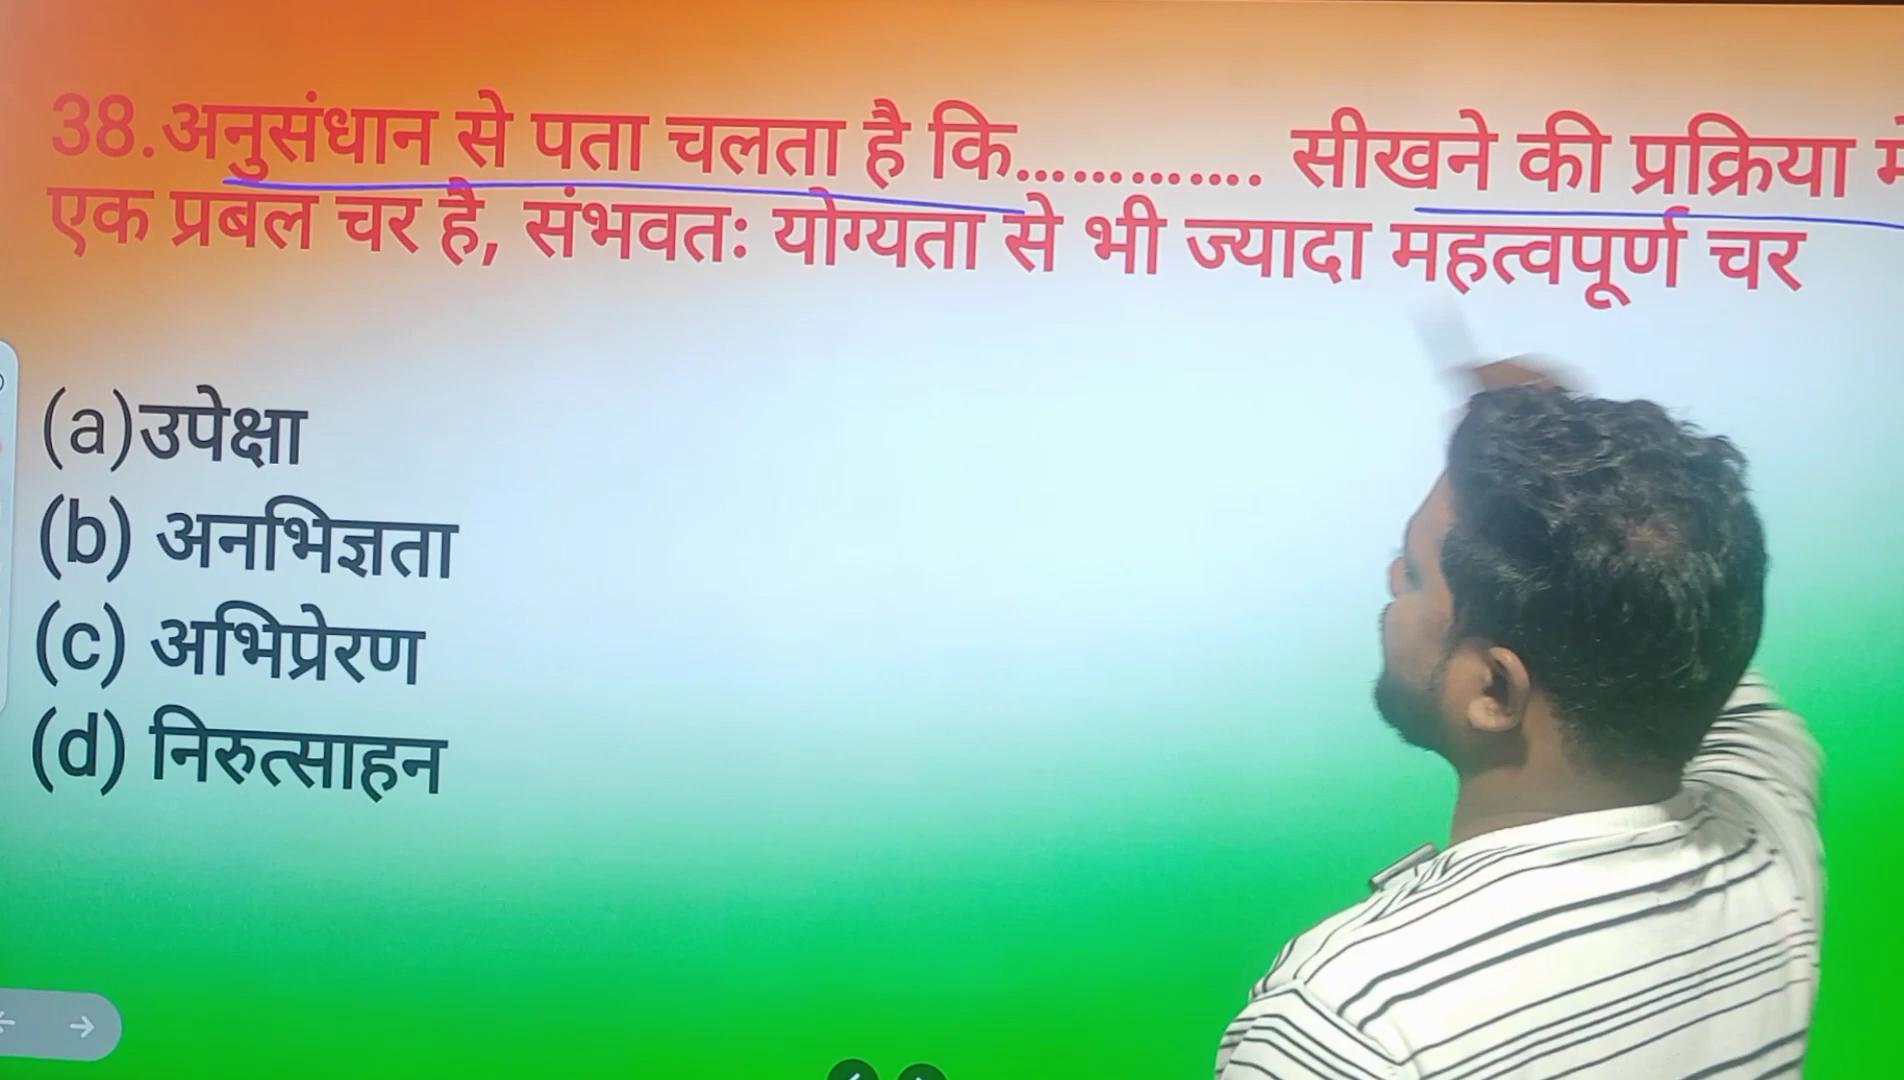 38.अनुसंधान से पता चलता है कि............. सीखने की प्रक्रिया
एक प्रबल चर है, संभवतः योग्यता से भी ज्यादा महत्वपूर्ण चर
(a)उपेक्षा
(b) अनभिज्ञता
(c) अभिप्रेरण
(d) निरुत्साहन